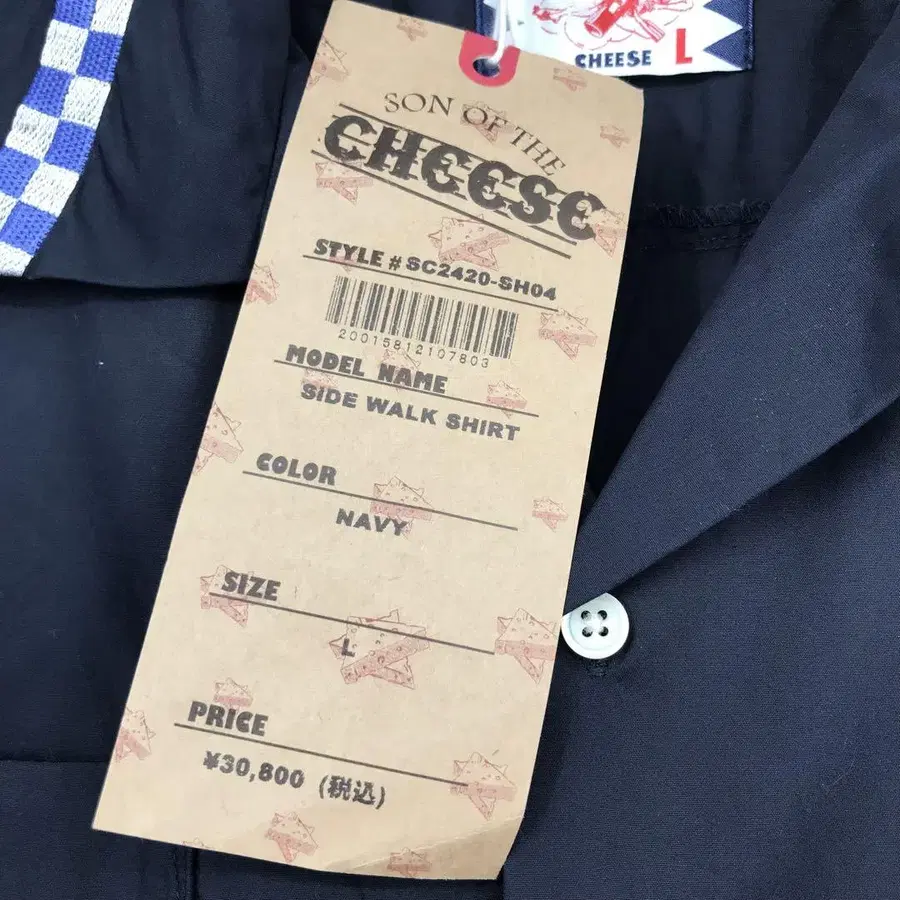 CHEESE L
SON OF THE
CHEESE
STYLE # SC2420-SH04
20015812107803
MODEL NAME
SIDE WALK SHIRT
COLOR
NAVY
SIZE
L
PRICE
¥30,800 (税込)